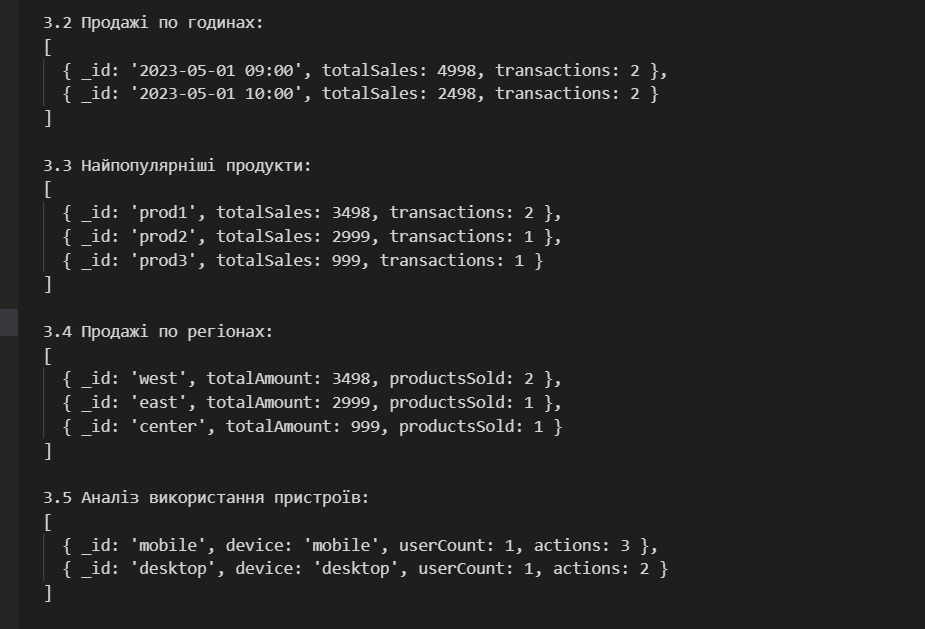 3.2 Продажі по годинах:
[
  { _id: '2023-05-01 09:00', totalSales: 4998, transactions: 2 },
  { _id: '2023-05-01 10:00', totalSales: 2498, transactions: 2 }
]
3.3 Найпопулярніші продукти:
[
  { _id: 'prod1', totalSales: 3498, transactions: 2 },
  { _id: 'prod2', totalSales: 2999, transactions: 1 },
  { _id: 'prod3', totalSales: 999, transactions: 1 }
]
3.4 Продажі по регіонах:
[
  { _id: 'west', totalAmount: 3498, productsSold: 2 },
  { _id: 'east', totalAmount: 2999, productsSold: 1 },
  { _id: 'center', totalAmount: 999, productsSold: 1 }
]
3.5 Аналіз використання пристроїв:
[
  { _id: 'mobile', device: 'mobile', userCount: 1, actions: 3 },
  { _id: 'desktop', device: 'desktop', userCount: 1, actions: 2 }
]